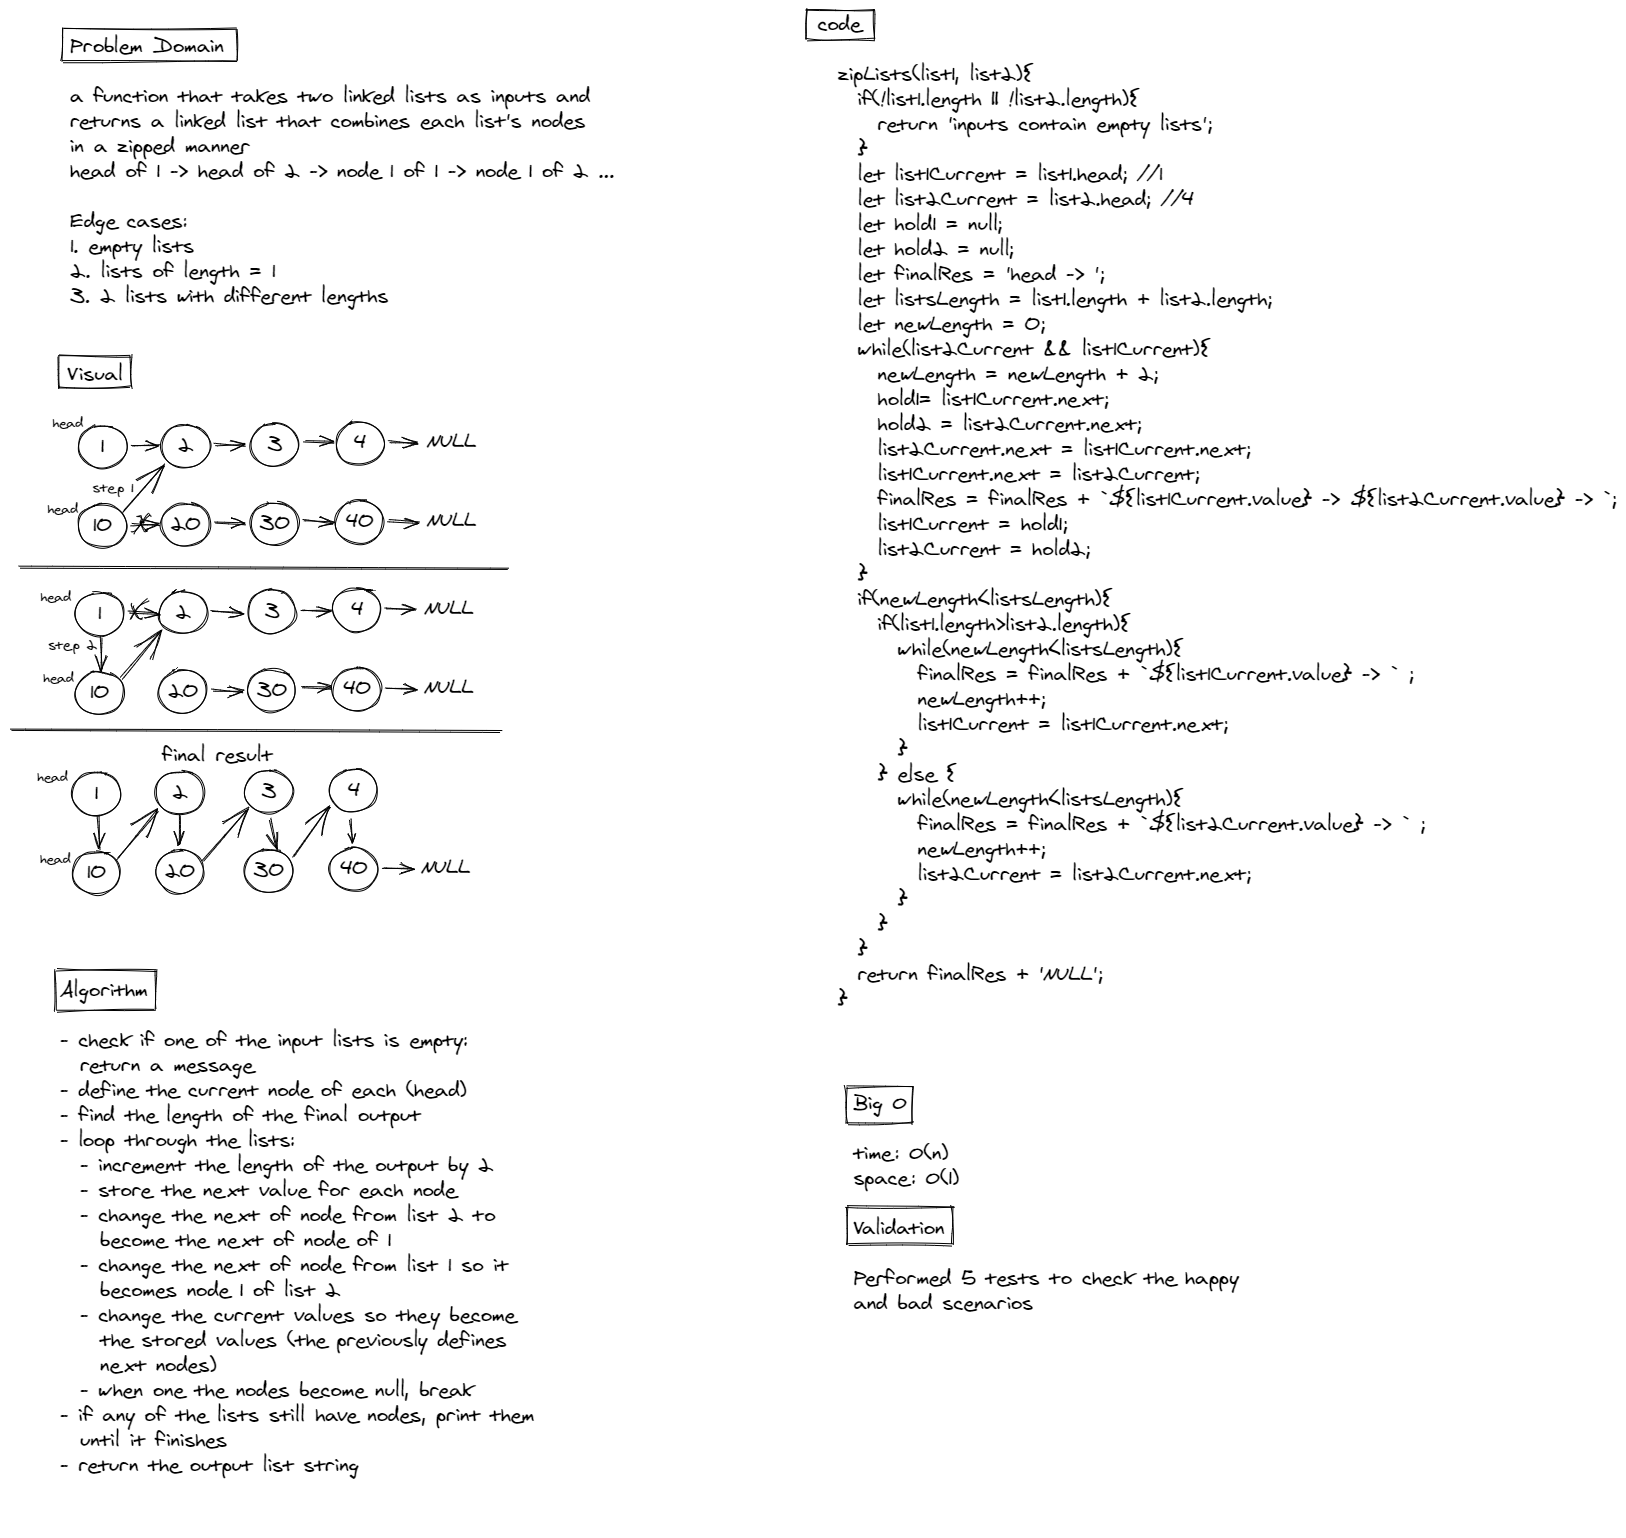 Problem Domain
a function that takes two linked lists as inputs and
returns a linked list that combines each list's nodes
in a zipped manner
head of 1 -> head of 2 -> node 1 of 1 -> node 1 of 2 ...
Edge cases:
1. empty lists
2. lists of length = 1
3. 2 lists with different lengths
Visual
head
1 2 3 4 NULL
step 1
head
10 20 30 40 NULL
head
1 2 3 4 NULL
step 2
head
10 20 30 40 NULL
final result
head
1 2 3 4
head
10 20 30 40 NULL
Algorithm
- check if one of the input lists is empty:
return a message
- define the current node of each (head)
- find the length of the final output
- loop through the lists:
- increment the length of the output by 2
- store the next value for each node
- change the next of node from list 2 to
become the next of node of 1
- change the next of node from list 1 so it
becomes node 1 of list 2
- change the current values so they become
the stored values (the previously defines
next nodes)
- when one the nodes become null, break
- if any of the lists still have nodes, print them
until it finishes
- return the output list string
code
zipLists(list1, list2){
if(!list1.length || !list2.length){
return 'inputs contain empty lists';
}
let list1Current = list1.head; //1
let list2Current = list2.head; //4
let hold1 = null;
let hold2 = null;
let finalRes = 'head -> ';
let listsLength = list1.length + list2.length;
let newLength = 0;
while(list2Current && list1Current){
newLength = newLength + 2;
hold1= list1Current.next;
hold2 = list2Current.next;
list2Current.next = list1Current.next;
list1Current.next = list2Current;
finalRes = finalRes + `${list1Current.value} -> ${list2Current.value} -> `;
list1Current = hold1;
list2Current = hold2;
}
if(newLength<listsLength){
if(list1.length>list2.length){
while(newLength<listsLength){
finalRes = finalRes + `${list1Current.value} -> ` ;
newLength++;
list1Current = list1Current.next;
}
} else {
while(newLength<listsLength){
finalRes = finalRes + `${list2Current.value} -> ` ;
newLength++;
list2Current = list2Current.next;
}
}
}
return finalRes + 'NULL';
}
Big O
time: O(n)
space: O(1)
Validation
Performed 5 tests to check the happy
and bad scenarios